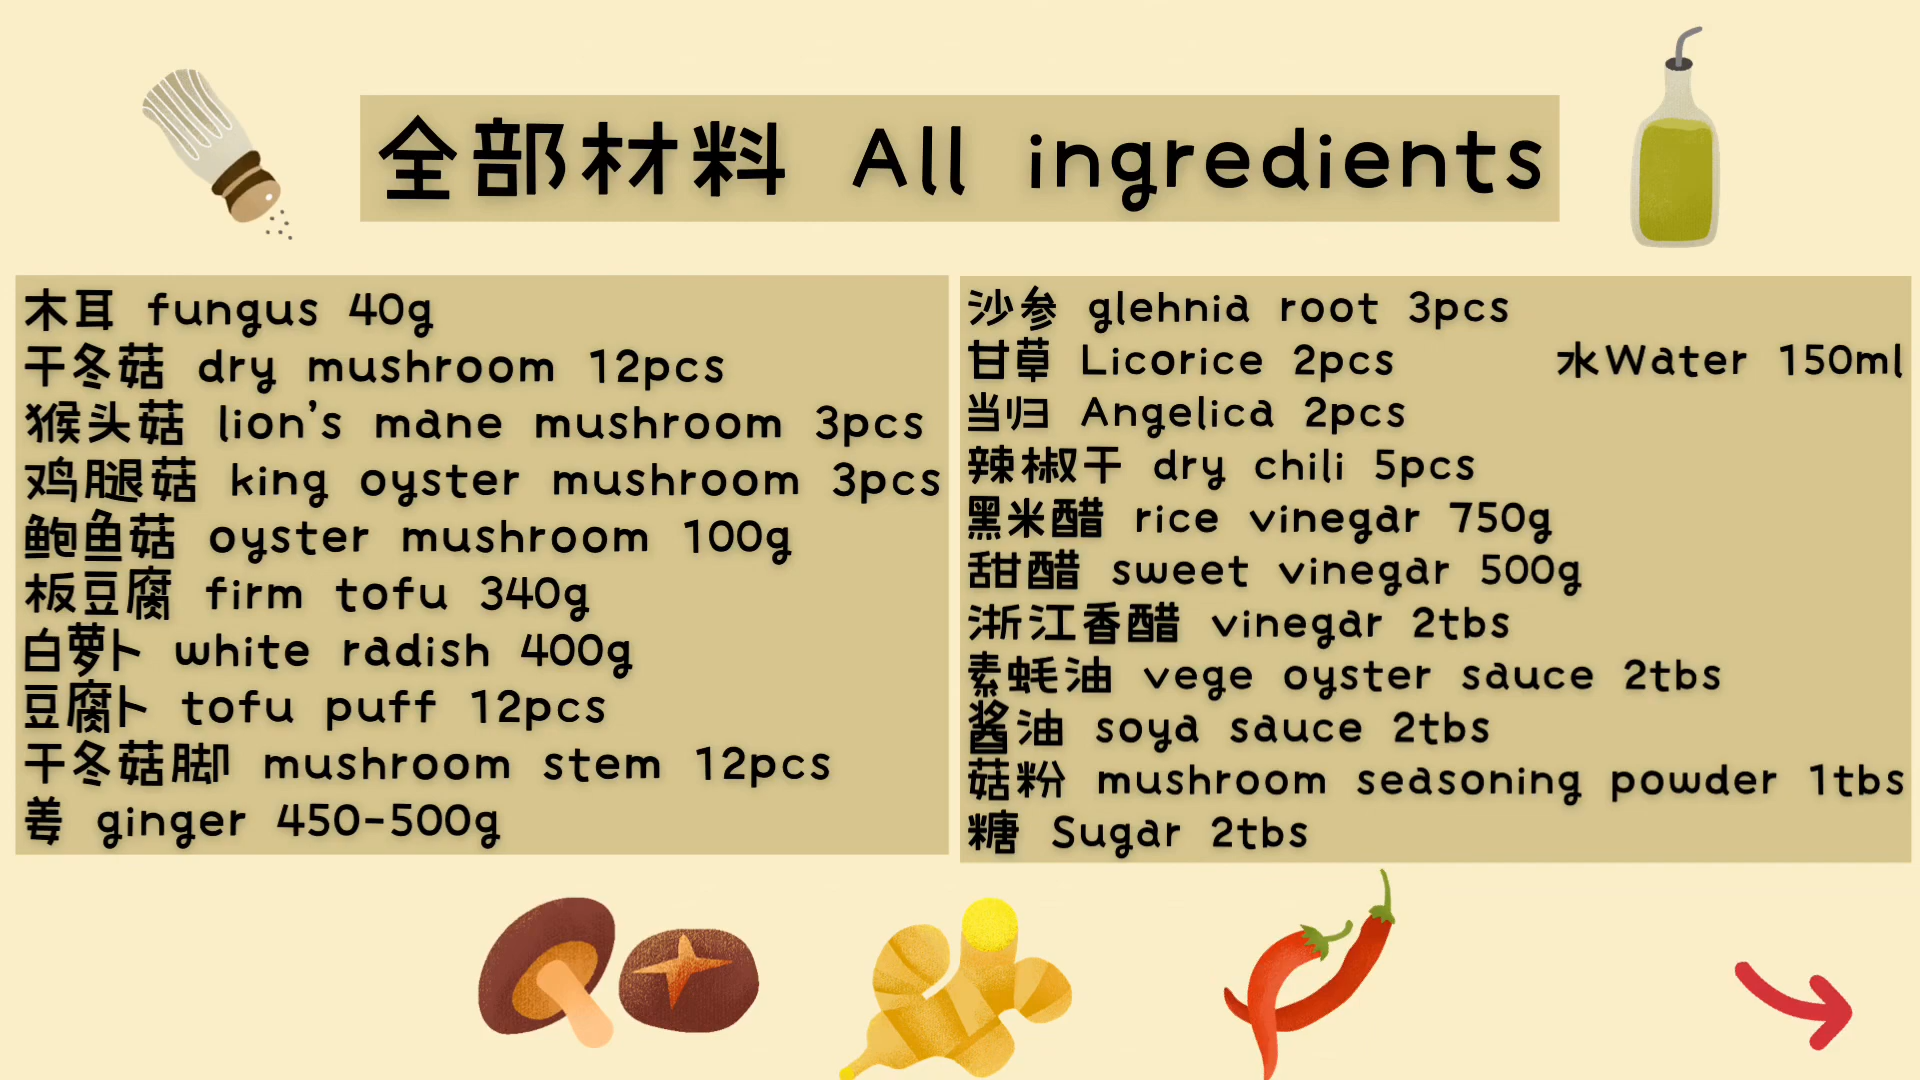 全部材料 All ingredients
木耳 fungus 40g
干冬菇 dry mushroom 12pcs
猴头菇 lion's mane mushroom 3pcs
鸡腿菇 king oyster mushroom 3pcs
鲍鱼菇 oyster mushroom 100g
板豆腐 firm tofu 340g
白萝卜 white radish 400g
豆腐卜 tofu puff 12pcs
干冬菇脚 mushroom stem 12pcs
姜 ginger 450-500g
沙参 glehnia root 3pcs
甘草 Licorice 2pcs 水Water 150ml
当归 Angelica 2pcs
辣椒干 dry chili 5pcs
黑米醋 rice vinegar 750g
甜醋 sweet vinegar 500g
浙江香醋 vinegar 2tbs
素蚝油 vege oyster sauce 2tbs
酱油 soya sauce 2tbs
菇粉 mushroom seasoning powder 1tbs
糖 Sugar 2tbs